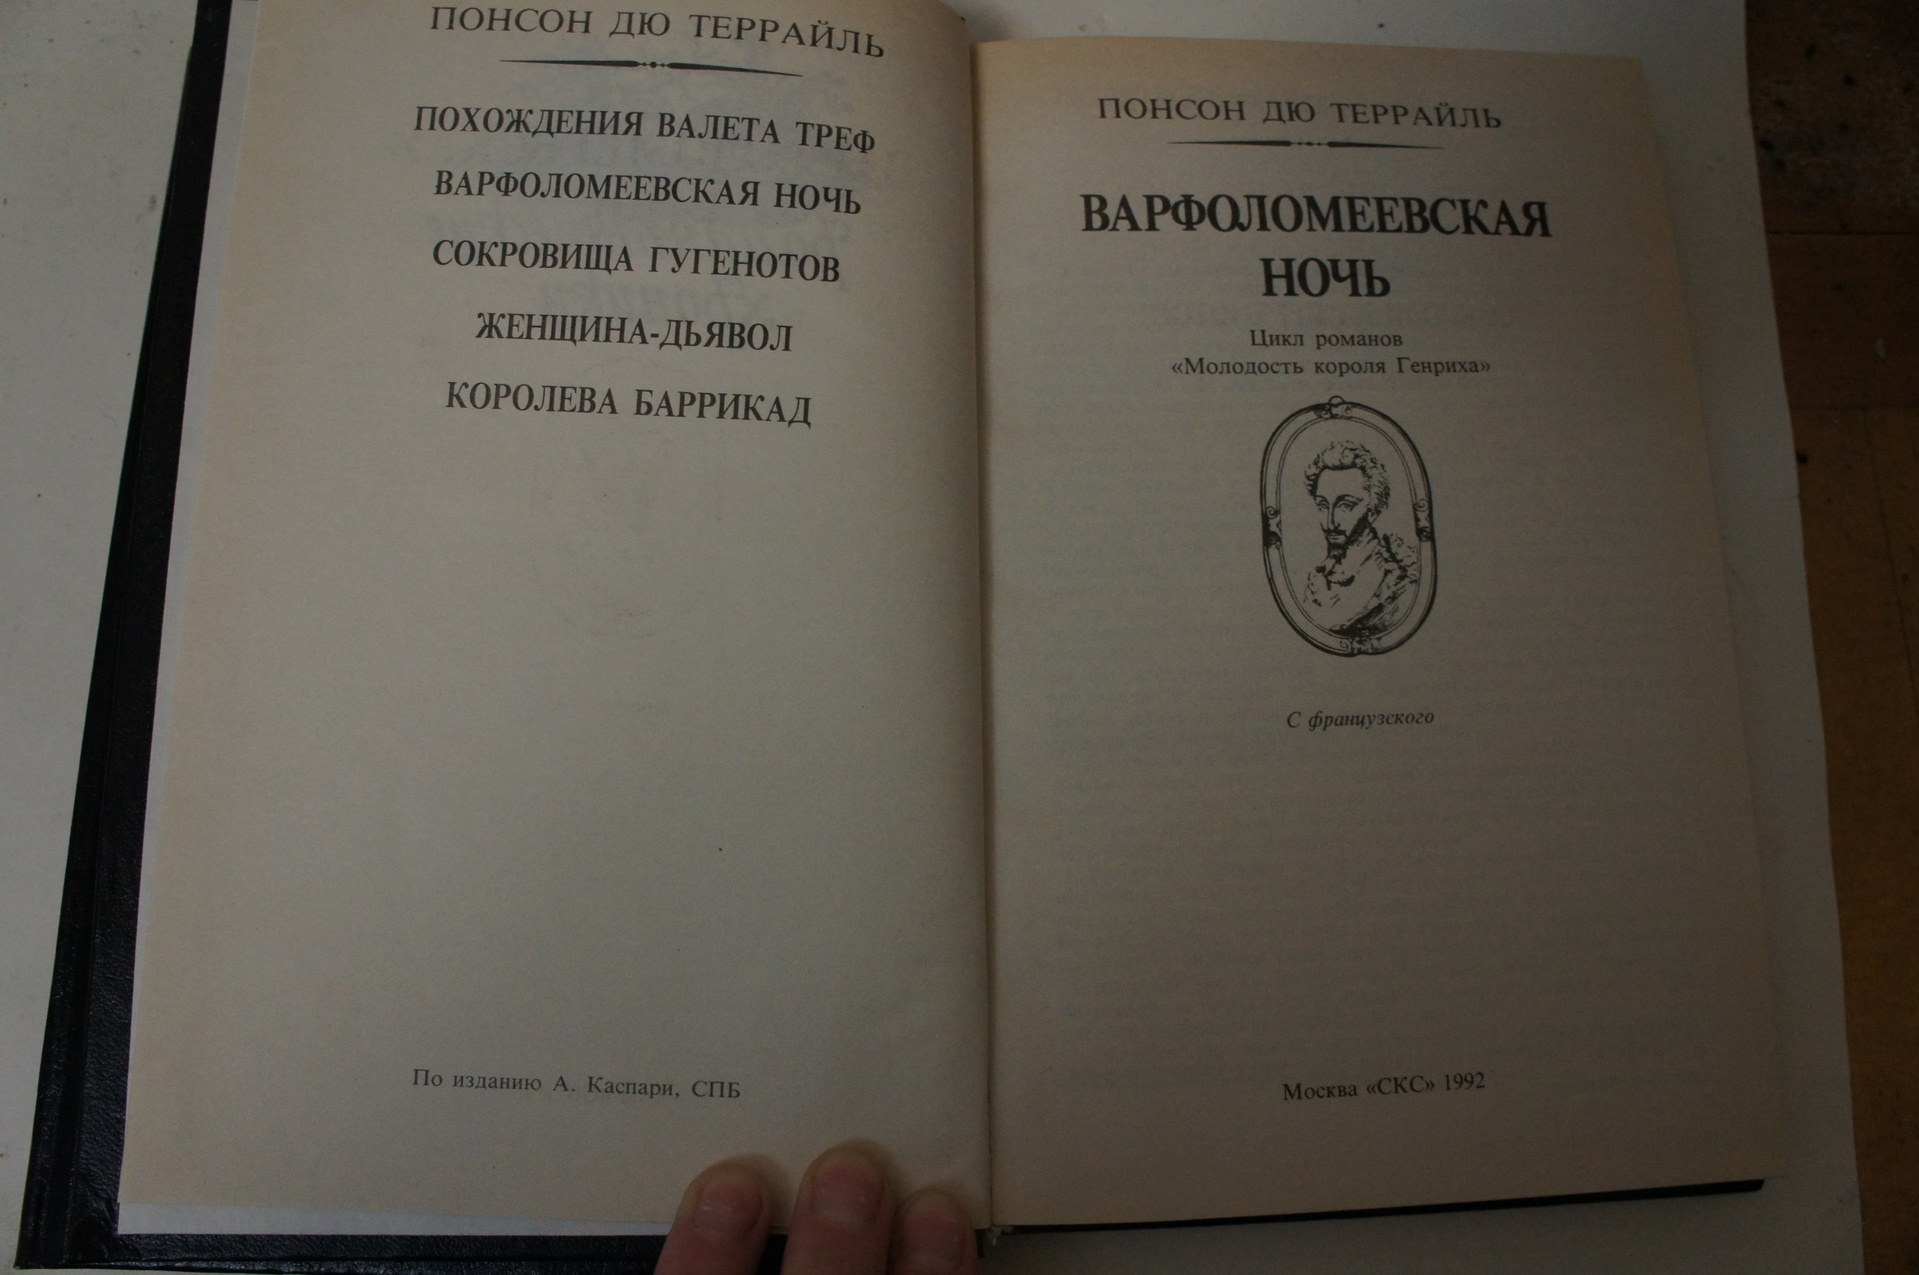 ПОНСОН ДЮ ТЕРРАЙЛЬ
ПОХОЖДЕНИЯ ВАЛЕТА ТРЕФ
ВАРФОЛОМЕЕВСКАЯ НОЧЬ
СОКРОВИЩА ГУГЕНОТОВ
ЖЕНЩИНА-ДЬЯВОЛ
КОРОЛЕВА БАРРИКАД
По изданию А. Каспари, СПБ
ПОНСОН ДЮ ТЕРРАЙЛЬ
ВАРФОЛОМЕЕВСКАЯ
НОЧЬ
Цикл романов
«Молодость короля Генриха»
С французского
Москва «СКС» 1992